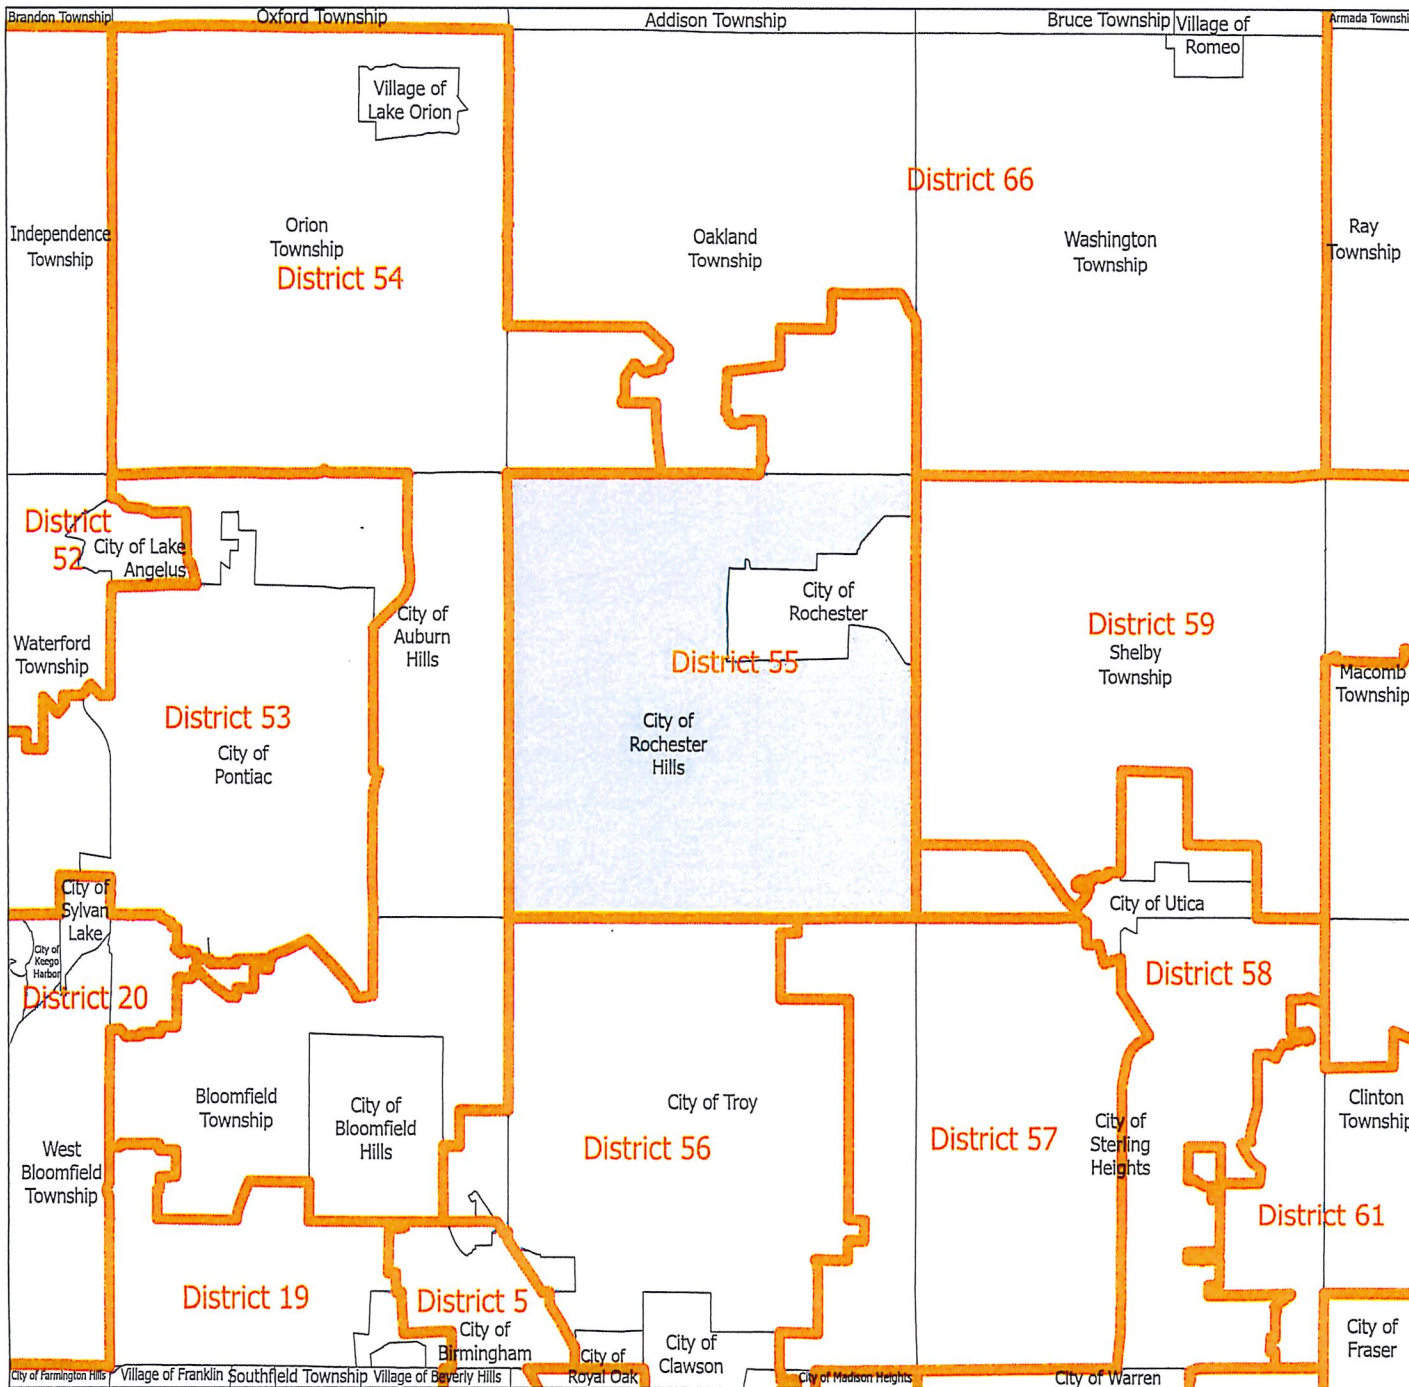 Brandon Township
Oxford Township
Addison Township
Bruce Township
Village of
Romeo
Armada Townshi
Village of
Lake Orion
District 66
Independence
Township
Orion
Township
District 54
Oakland
Township
Washington
Township
Ray
Township
District
52
City of Lake
Angelus
City of
Auburn
Hills
City of
Rochester
District 59
Shelby
Township
Waterford
Township
District 55
Macomb
Township
District 53
City of
Pontiac
City of
Rochester
Hills
City of
Sylvan
Lake
City of
Keego
Harbor
City of Utica
District 20
District 58
Bloomfield
Township
City of
Bloomfield
Hills
City of Troy
District 56
District 57
City of
Sterling
Heights
Clinton
Township
West
Bloomfield
Township
District 61
District 19
District 5
City of
Birmingham
City of
Royal Oak
City of
Clawson
City of
Fraser
City of Farmington Hills
Village of Franklin
Southfield Township
Village of Beverly Hills
City of Madison Heights
City of Warren